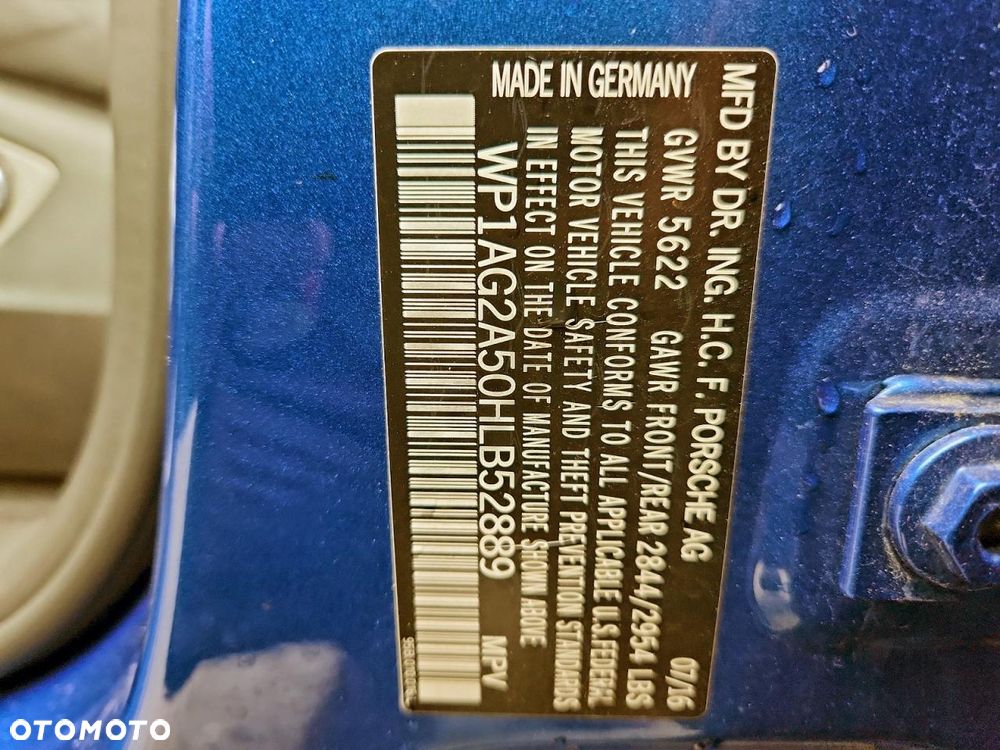 MADE IN GERMANY
MFD BY DR. ING. H.C. F. PORSCHE AG 07/16
GVWR 5622 GAWR FRONT/REAR 2844/2954 LBS
THIS VEHICLE CONFORMS TO ALL APPLICABLE U.S.FEDERAL
MOTOR VEHICLE SAFETY AND THEFT PREVENTION STANDARDS
IN EFFECT ON THE DATE OF MANUFACTURE SHOWN ABOVE
WP1AG2A50HLB52889 MPV
OTOMOTO